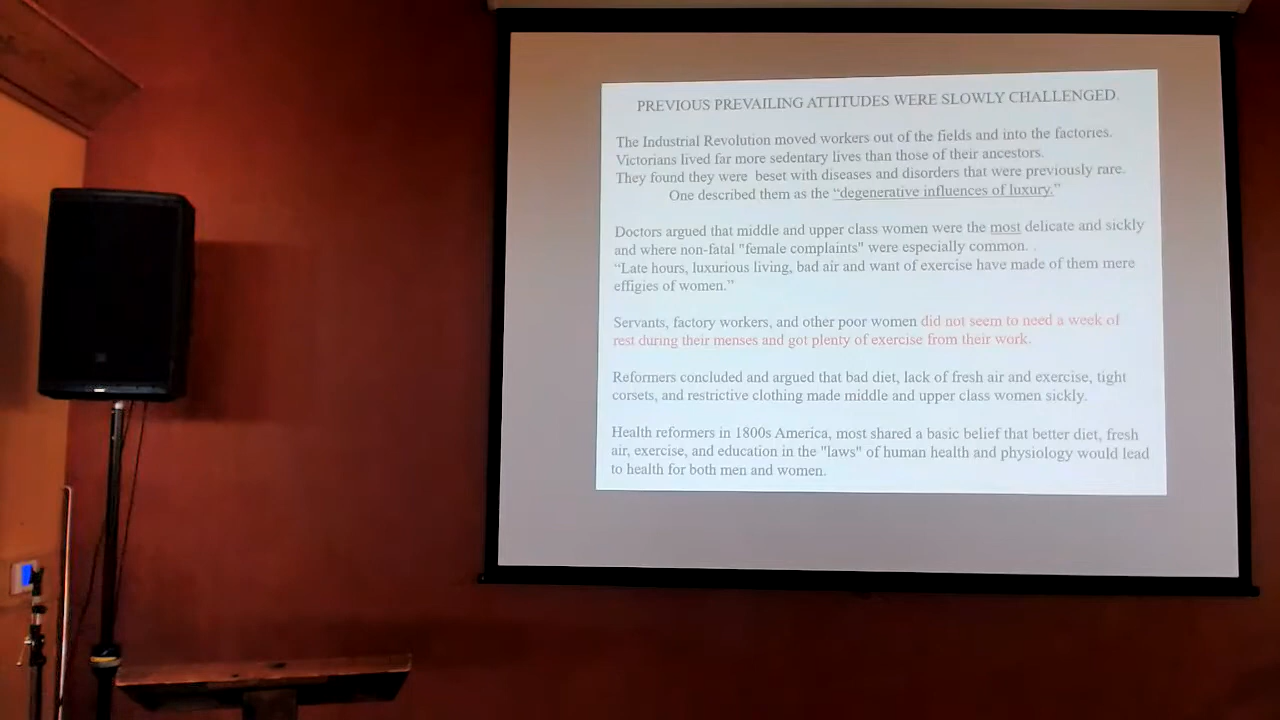 PREVIOUS PREVAILING ATTITUDES WERE SLOWLY CHALLENGED.
The Industrial Revolution moved workers out of the fields and into the factories.
Victorians lived far more sedentary lives than those of their ancestors.
They found they were beset with diseases and disorders that were previously rare.
One described them as the “degenerative influences of luxury.”
Doctors argued that middle and upper class women were the most delicate and sickly
and where non-fatal "female complaints" were especially common. .
“Late hours, luxurious living, bad air and want of exercise have made of them mere
effigies of women.”
Servants, factory workers, and other poor women did not seem to need a week of
rest during their menses and got plenty of exercise from their work.
Reformers concluded and argued that bad diet, lack of fresh air and exercise, tight
corsets, and restrictive clothing made middle and upper class women sickly.
Health reformers in 1800s America, most shared a basic belief that better diet, fresh
air, exercise, and education in the "laws" of human health and physiology would lead
to health for both men and women.